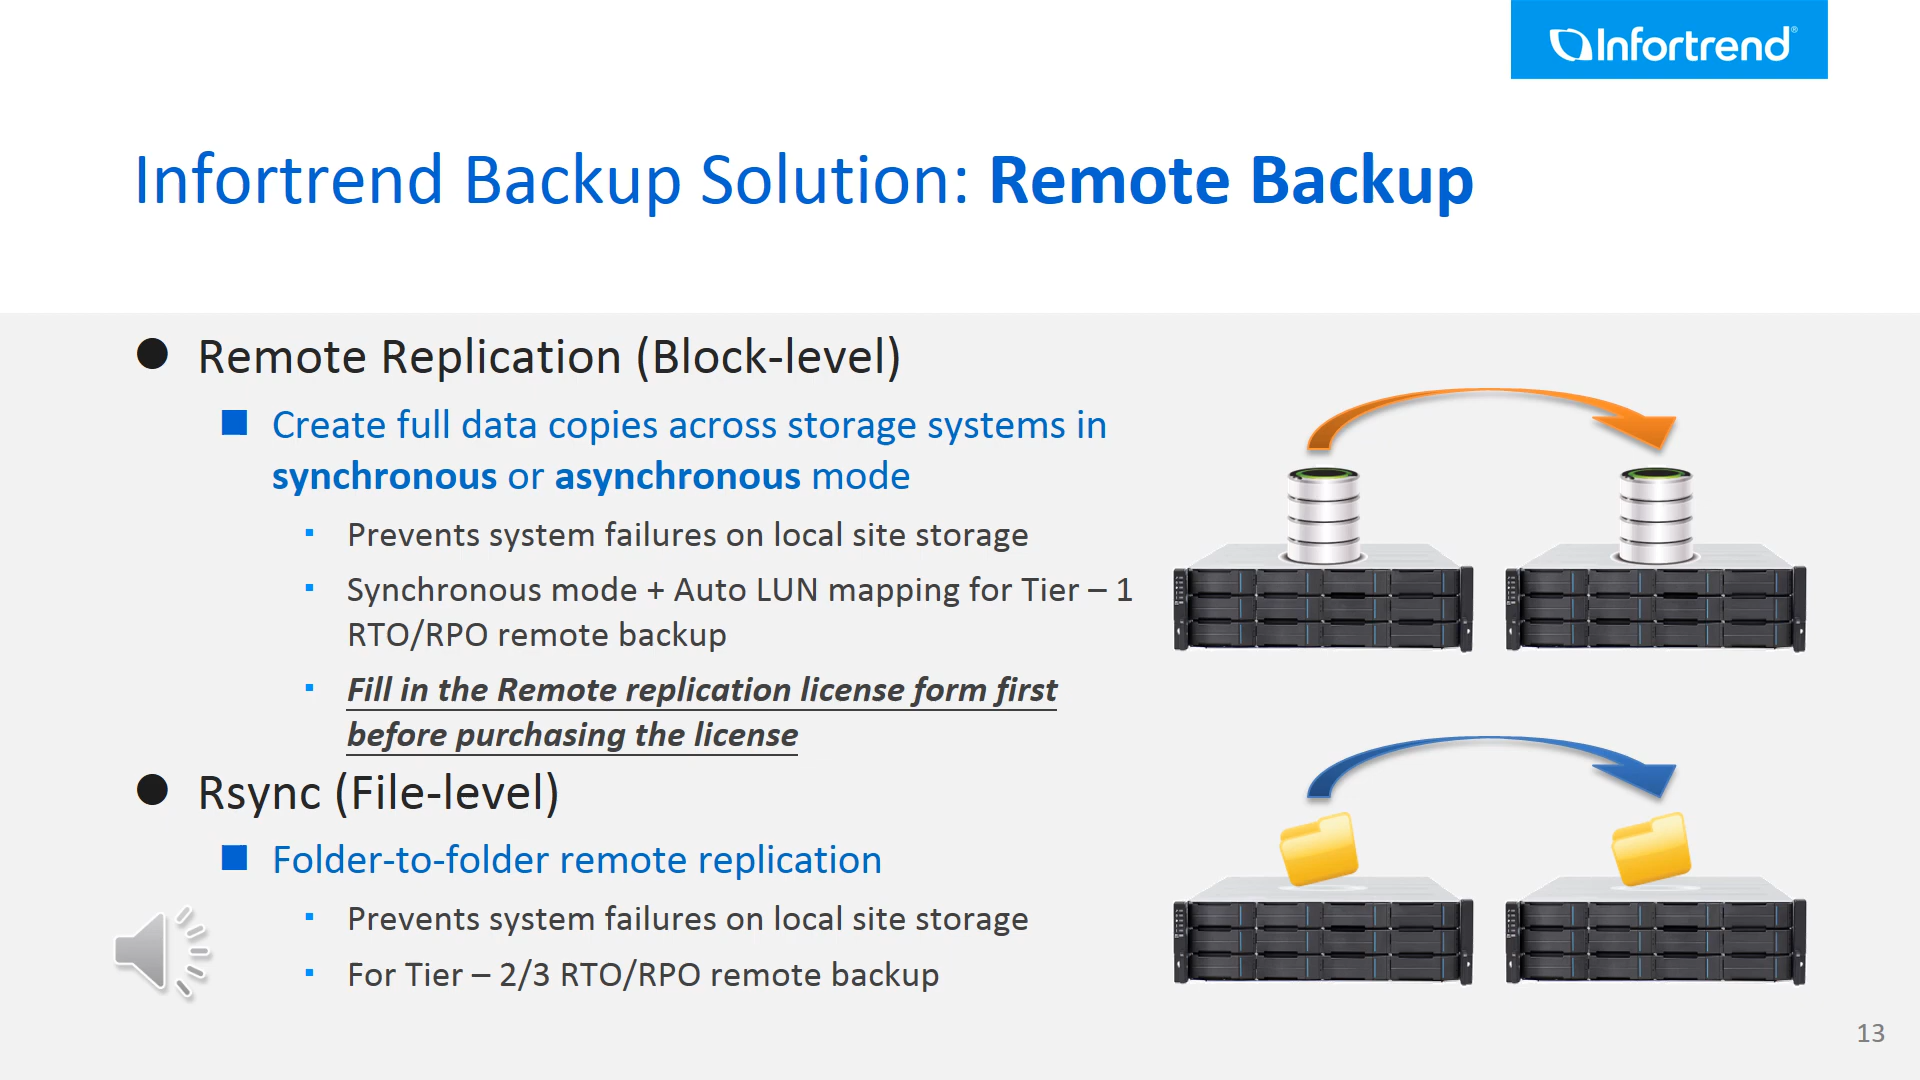 Infortrend®
Infortrend Backup Solution: Remote Backup
Remote Replication (Block-level)
Create full data copies across storage systems in
synchronous or asynchronous mode
Prevents system failures on local site storage
Synchronous mode + Auto LUN mapping for Tier – 1
RTO/RPO remote backup
Fill in the Remote replication license form first
before purchasing the license
Rsync (File-level)
Folder-to-folder remote replication
Prevents system failures on local site storage
For Tier – 2/3 RTO/RPO remote backup
13